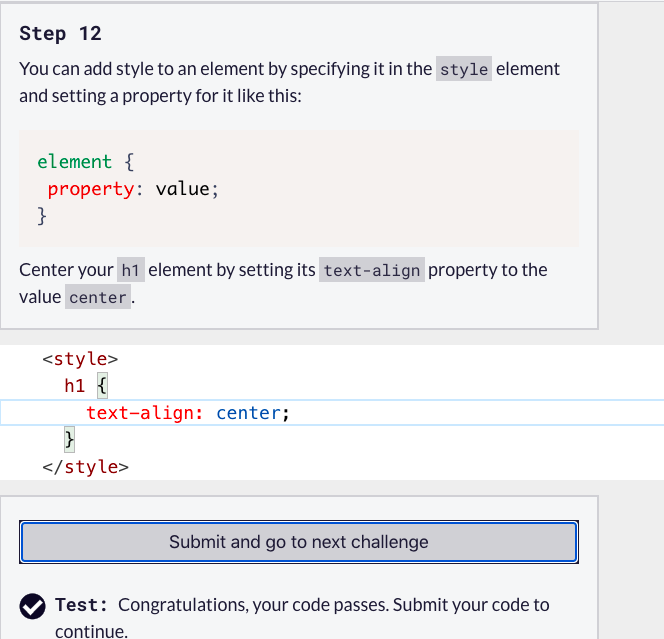 Step 12
You can add style to an element by specifying it in the style element
and setting a property for it like this:
element {
property: value;
}
Center your h1 element by setting its text-align property to the
value center.
<style>
h1 {
text-align: center;
}
</style>
Submit and go to next challenge
Test: Congratulations, your code passes. Submit your code to
continue.